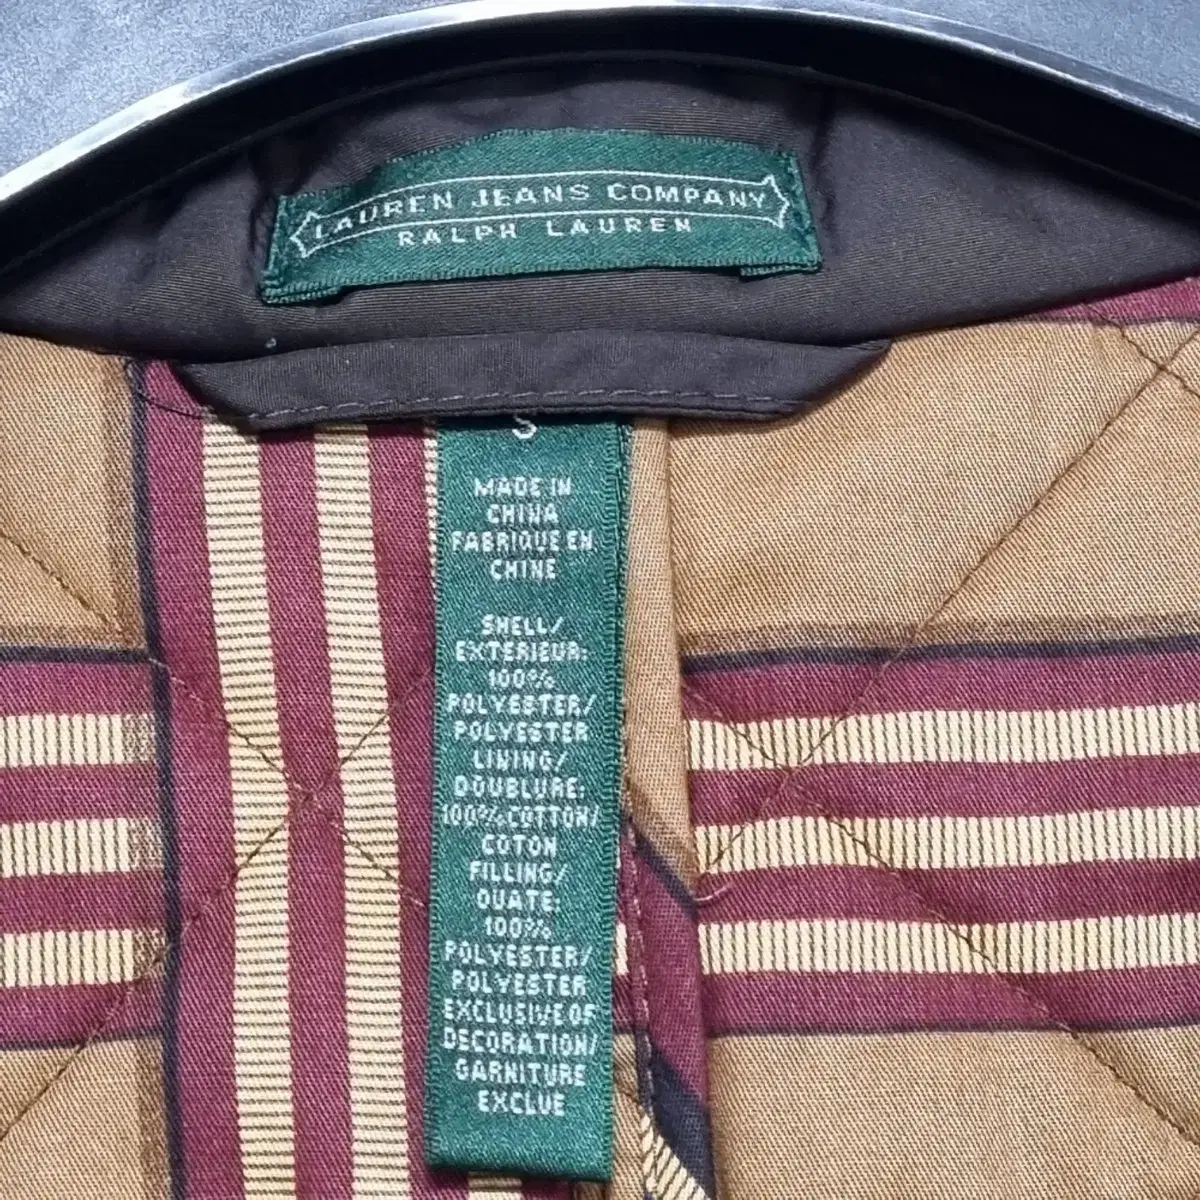 LAUREN JEANS COMPANY
RALPH LAUREN
S
MADE IN
CHINA
FABRIQUE EN
CHINE
SHELL/
EXTERIEUR:
100%
POLYESTER/
POLYESTER
LINING/
DOUBLURE:
100% COTTON/
COTON
FILLING/
OUATE:
100%
POLYESTER/
POLYESTER
EXCLUSIVE OF
DECORATION/
GARNITURE
EXCLUE